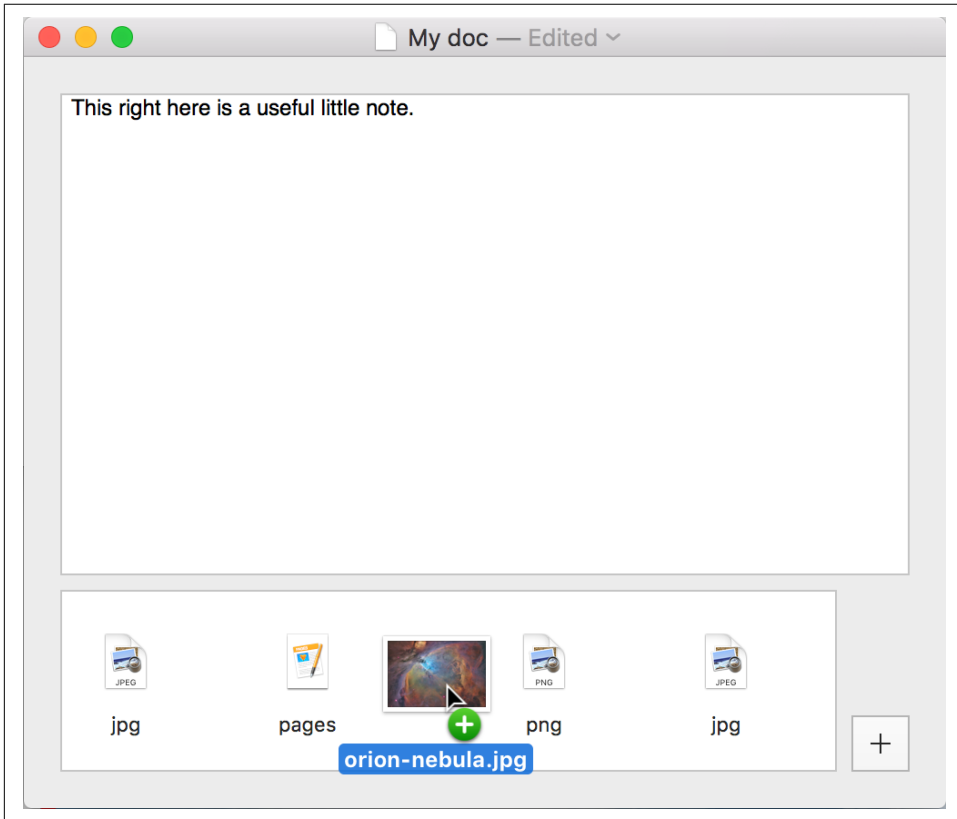 My doc — Edited
This right here is a useful little note.
JPEG
PNG
JPEG
jpg
pages
png
jpg
orion-nebula.jpg